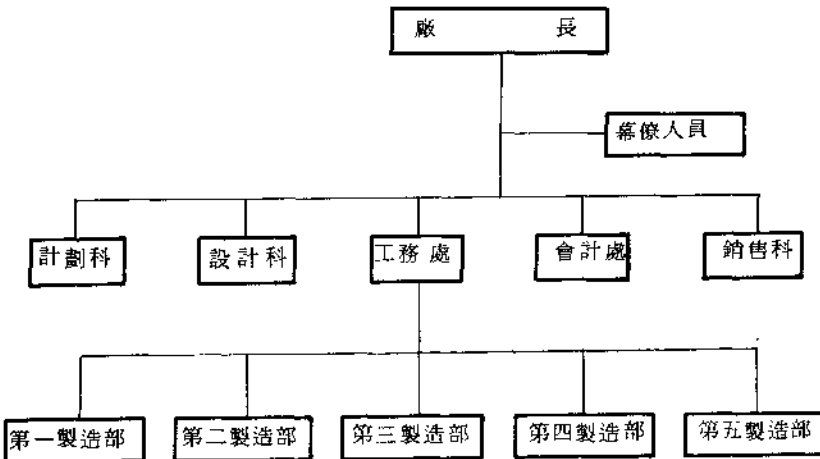 廠長
幕僚人員
計劃科 設計科 工務處 會計處 銷售科
第一製造部 第二製造部 第三製造部 第四製造部 第五製造部